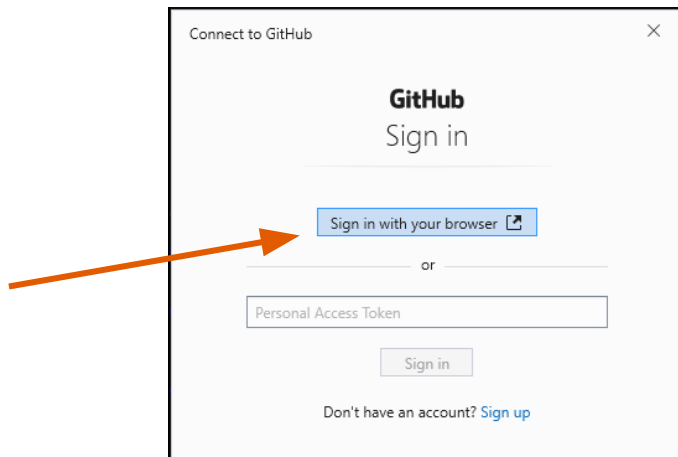 Connect to GitHub
GitHub
Sign in
Sign in with your browser
or
Personal Access Token
Sign in
Don't have an account? Sign up